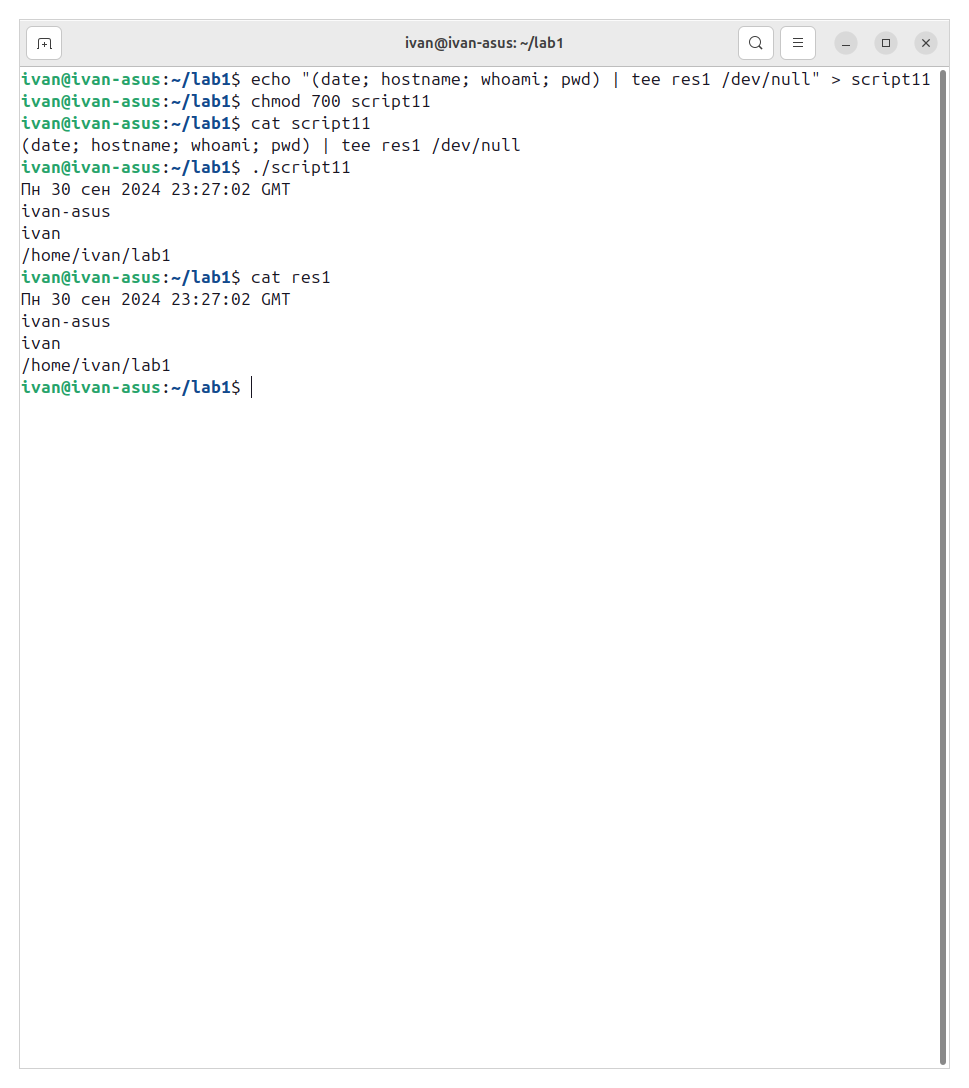 ivan@ivan-asus: ~/lab1
ivan@ivan-asus:~/lab1$ echo "(date; hostname; whoami; pwd) | tee res1 /dev/null" > script11
ivan@ivan-asus:~/lab1$ chmod 700 script11
ivan@ivan-asus:~/lab1$ cat script11
(date; hostname; whoami; pwd) | tee res1 /dev/null
ivan@ivan-asus:~/lab1$ ./script11
Пн 30 сен 2024 23:27:02 GMT
ivan-asus
ivan
/home/ivan/lab1
ivan@ivan-asus:~/lab1$ cat res1
Пн 30 сен 2024 23:27:02 GMT
ivan-asus
ivan
/home/ivan/lab1
ivan@ivan-asus:~/lab1$